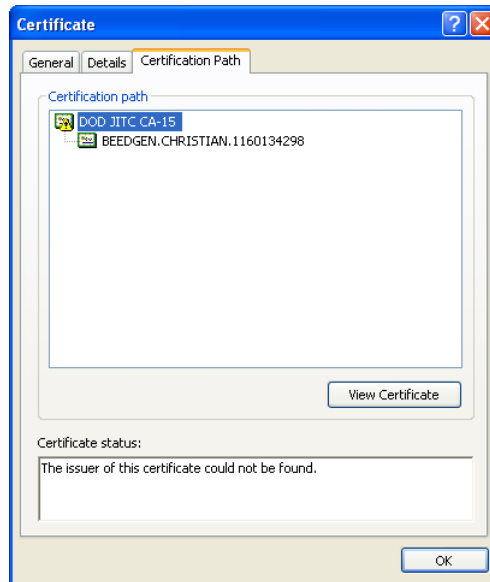 Certificate
General Details Certification Path
Certification path
DOD JITC CA-15
BEEDGEN.CHRISTIAN.1160134298
View Certificate
Certificate status:
The issuer of this certificate could not be found.
OK